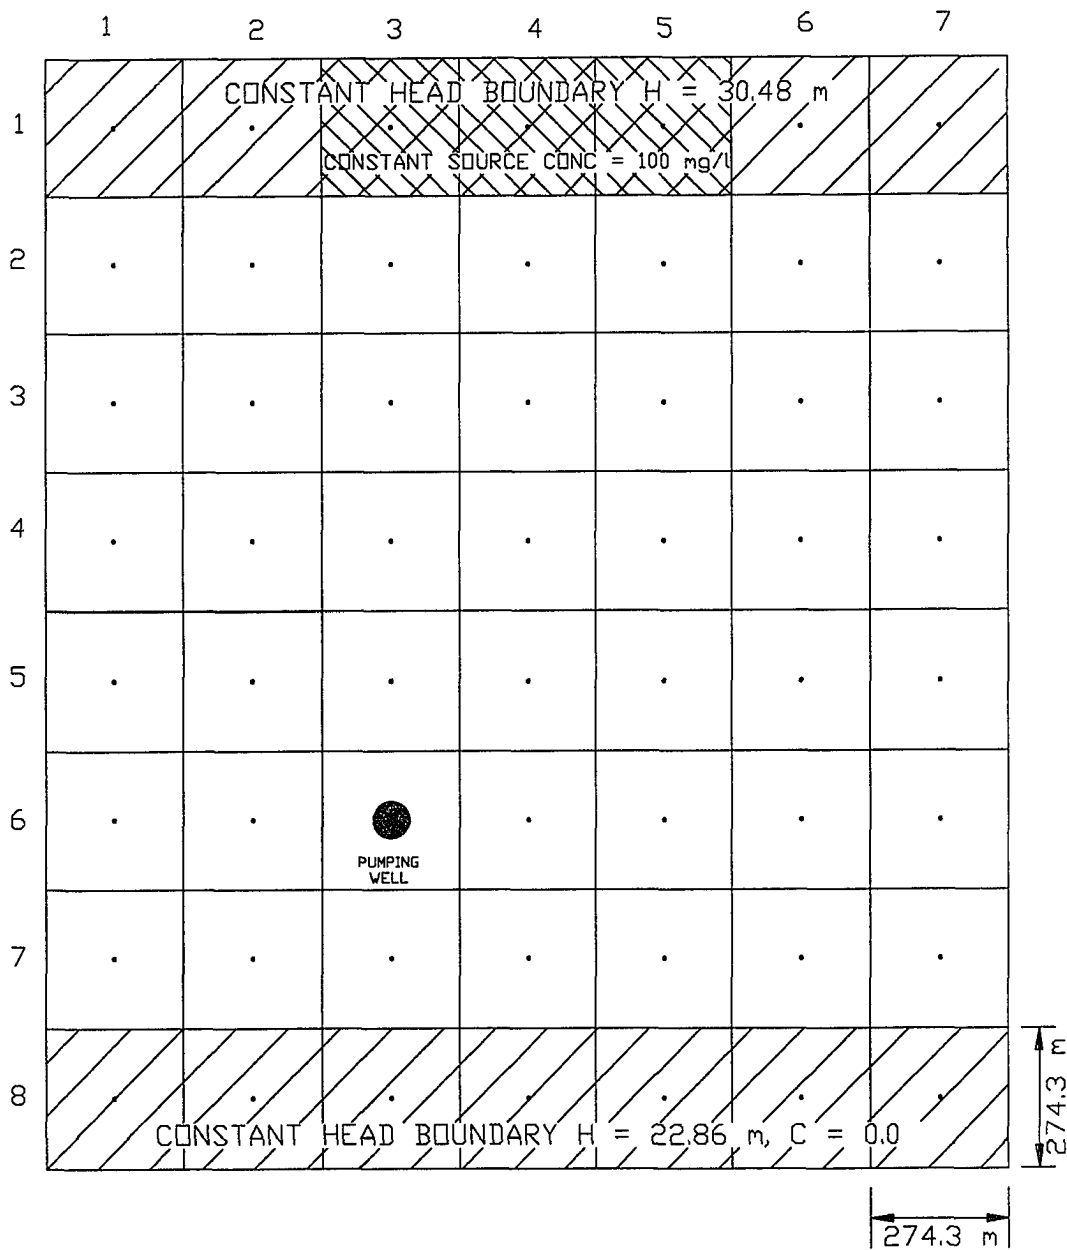 1 2 3 4 5 6 7
1
CONSTANT HEAD BOUNDARY H = 30.48 m
CONSTANT SOURCE CONC = 100 mg/l
2
3
4
5
6
PUMPING
WELL
7
8
CONSTANT HEAD BOUNDARY H = 22.86 m, C = 0.0
274.3 m
274.3 m